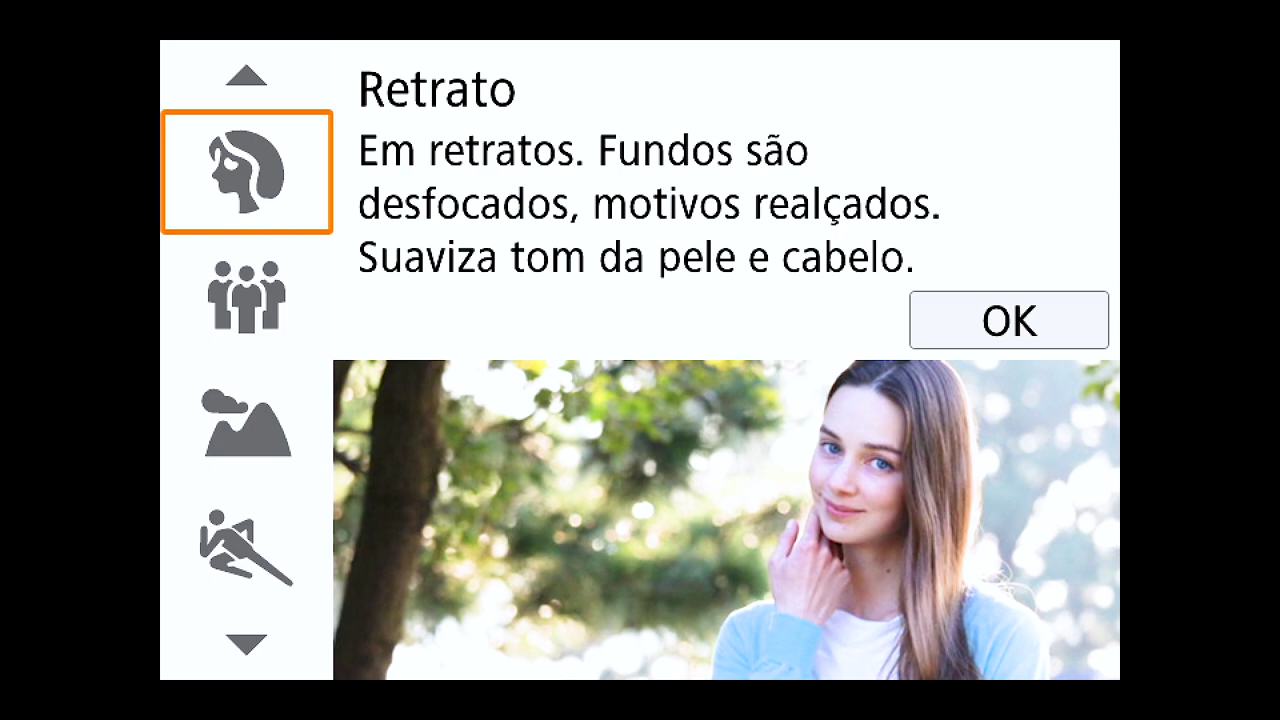 Retrato
Em retratos. Fundos são
desfocados, motivos realçados.
Suaviza tom da pele e cabelo.
OK